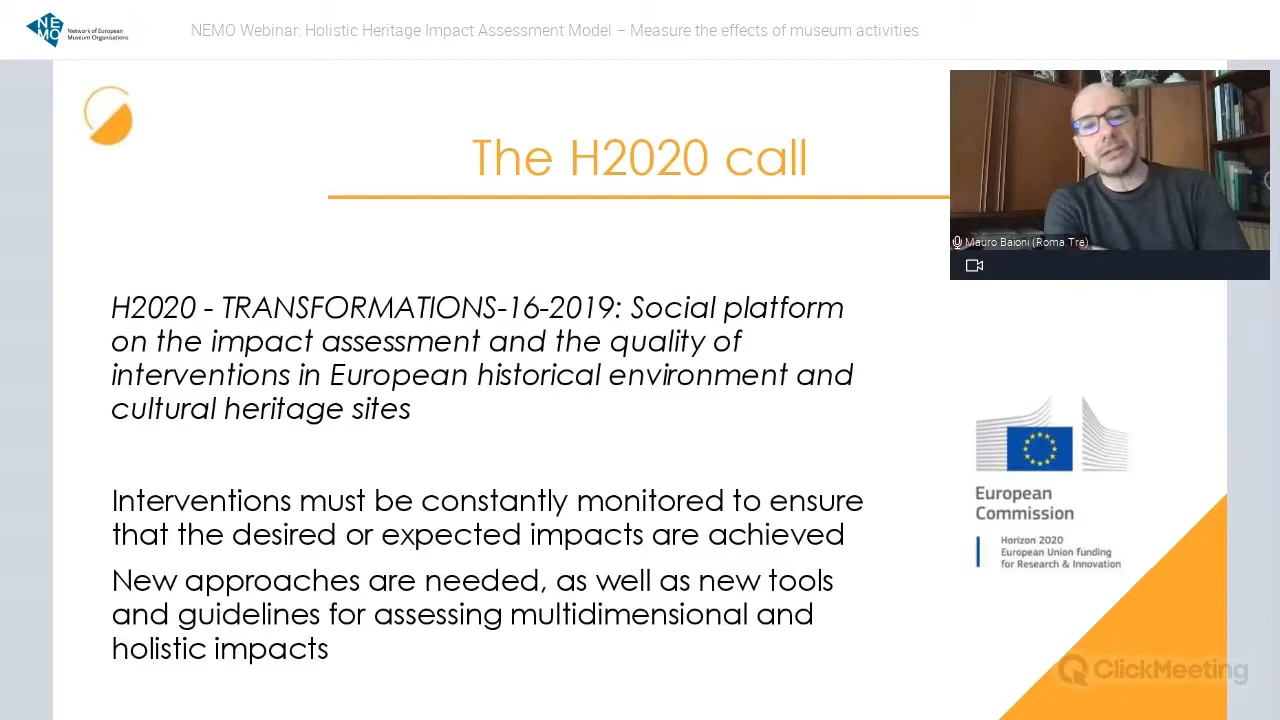 NEMO
Network of European
Museum Organisations
NEMO Webinar: Holistic Heritage Impact Assessment Model – Measure the effects of museum activities
The H2020 call
Mauro Baioni (Roma Tre)
H2020 - TRANSFORMATIONS-16-2019: Social platform
on the impact assessment and the quality of
interventions in European historical environment and
cultural heritage sites
Interventions must be constantly monitored to ensure
that the desired or expected impacts are achieved
New approaches are needed, as well as new tools
and guidelines for assessing multidimensional and
holistic impacts
European
Commission
Horizon 2020
European Union funding
for Research & Innovation
ClickMeeting